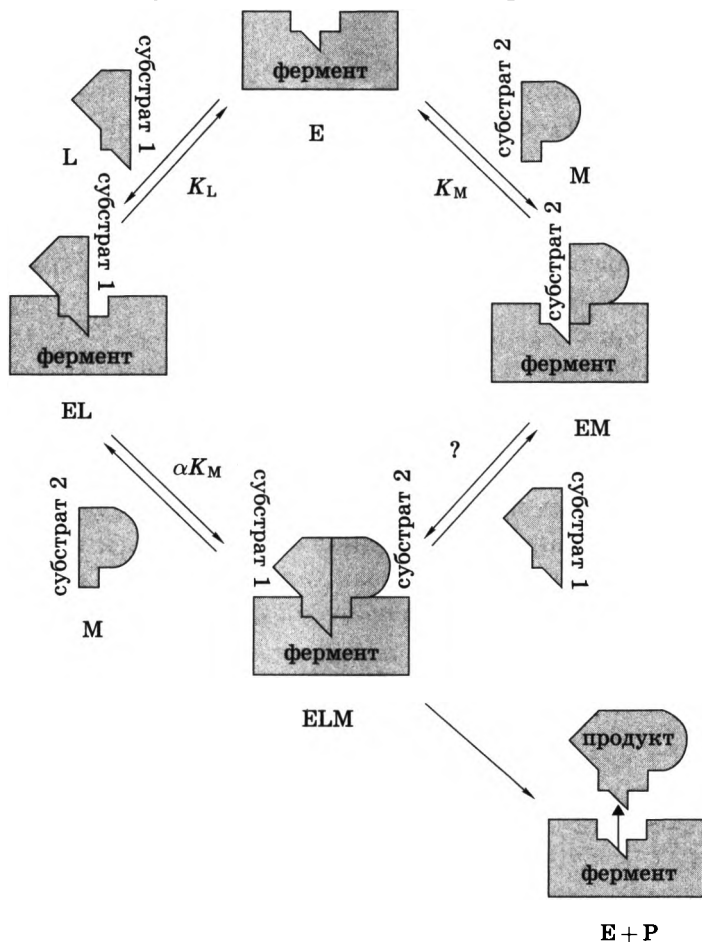 фермент
E
субстрат 1
L
K_L
субстрат 2
M
K_M
субстрат 1
фермент
EL
субстрат 2
фермент
EM
αK_M
субстрат 2
M
?
субстрат 1
субстрат 1
субстрат 2
фермент
ELM
продукт
фермент
E + P